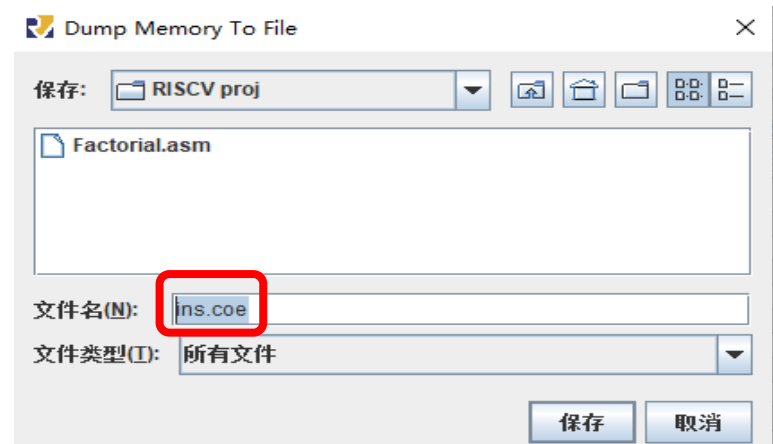 Dump Memory To File
保存: RISCV proj
Factorial.asm
文件名(N): ins.coe
文件类型(T): 所有文件
保存 取消